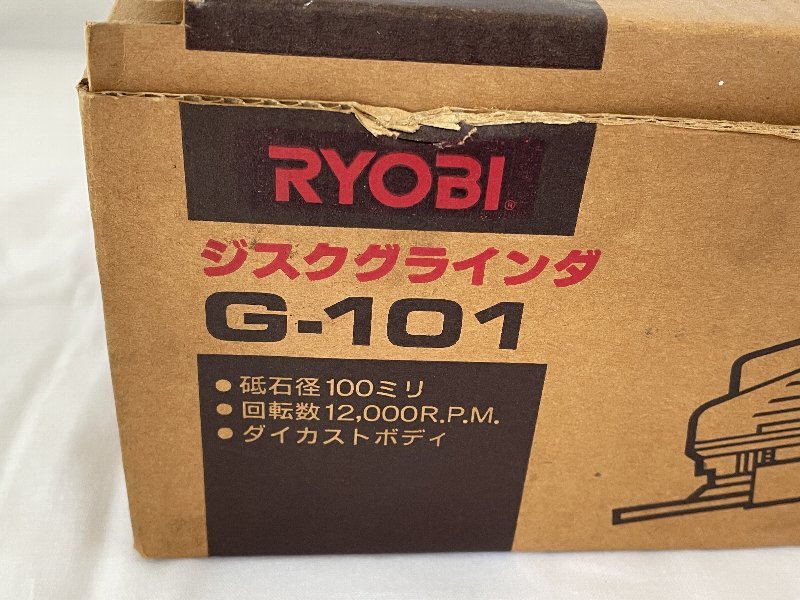 RYOBI®
ジスクグラインダ
G-101
● 砥石径100ミリ
● 回転数12,000R.P.M.
● ダイカストボディ